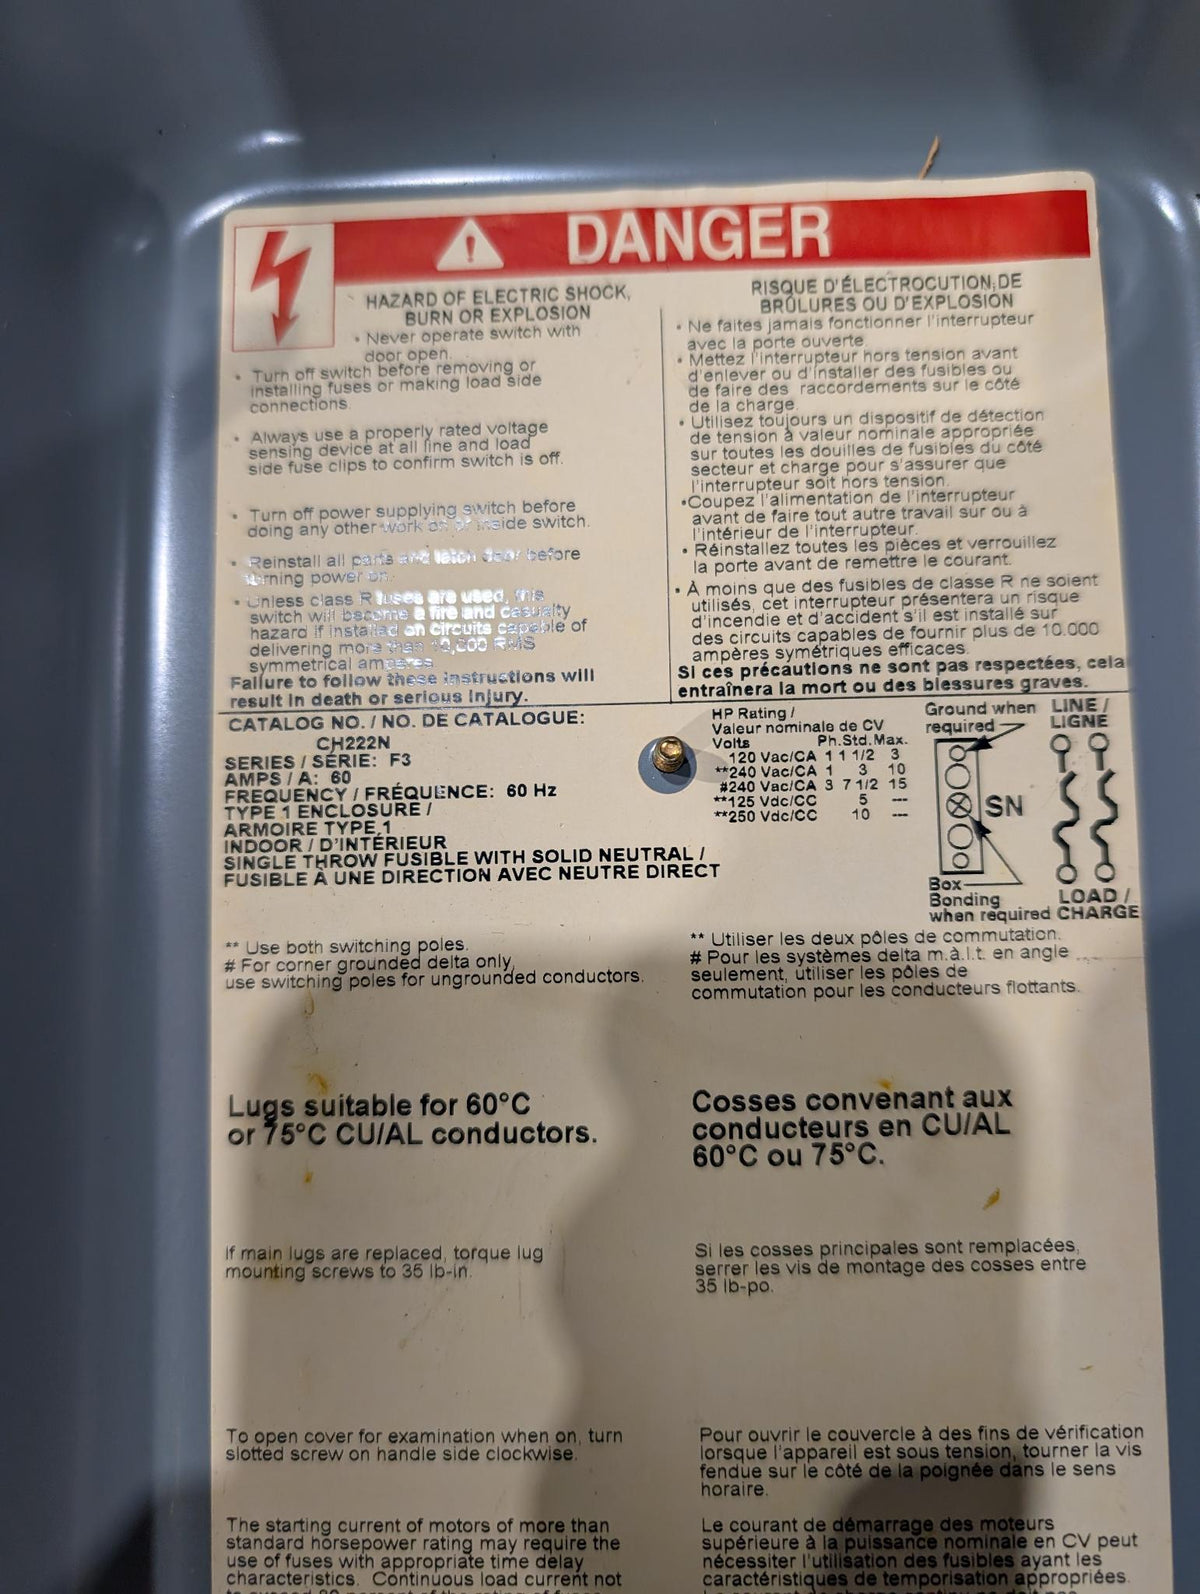 DANGER
HAZARD OF ELECTRIC SHOCK,
BURN OR EXPLOSION
• Never operate switch with
door open.
• Turn off switch before removing or
installing fuses or making load side
connections.
• Always use a properly rated voltage
sensing device at all line and load
side fuse clips to confirm switch is off.
• Turn off power supplying switch before
doing any other work on or inside switch.
• Reinstall all parts and latch door before
turning power on.
• Unless class R fuses are used, this
switch will become a fire and casualty
hazard if installed on circuits capable of
delivering more than 10,000 RMS
symmetrical amperes
Failure to follow these instructions will
result in death or serious injury.
RISQUE D'ÉLECTROCUTION, DE
BRÛLURES OU D'EXPLOSION
• Ne faites jamais fonctionner l'interrupteur
avec la porte ouverte.
• Mettez l'interrupteur hors tension avant
d'enlever ou d'installer des fusibles ou
de faire des raccordements sur le côté
de la charge.
• Utilisez toujours un dispositif de détection
de tension à valeur nominale appropriée
sur toutes les douilles de fusibles du côté
secteur et charge pour s'assurer que
l'interrupteur soit hors tension.
•Coupez l'alimentation de l'interrupteur
avant de faire tout autre travail sur ou à
l'intérieur de l'interrupteur.
• Réinstallez toutes les pièces et verrouillez
la porte avant de remettre le courant.
• À moins que des fusibles de classe R ne soient
utilisés, cet interrupteur présentera un risque
d'incendie et d'accident s'il est installé sur
des circuits capables de fournir plus de 10.000
ampères symétriques efficaces.
Si ces précautions ne sont pas respectées, cela
entraînera la mort ou des blessures graves.
CATALOG NO. / NO. DE CATALOGUE:
CH222N
SERIES / SÉRIE: F3
AMPS / A: 60
FREQUENCY / FRÉQUENCE: 60 Hz
TYPE 1 ENCLOSURE /
ARMOIRE TYPE 1
INDOOR / D'INTÉRIEUR
SINGLE THROW FUSIBLE WITH SOLID NEUTRAL /
FUSIBLE À UNE DIRECTION AVEC NEUTRE DIRECT
HP Rating /
Valeur nominale de CV
Volts Ph. Std. Max.
120 Vac/CA 1 1 1/2 3
**240 Vac/CA 1 3 10
#240 Vac/CA 3 7 1/2 15
**125 Vdc/CC 5 ---
**250 Vdc/CC 10 ---
Ground when
required
LINE /
LIGNE
SN
Box
Bonding
when required
LOAD /
CHARGE
** Use both switching poles.
# For corner grounded delta only,
use switching poles for ungrounded conductors.
** Utiliser les deux pôles de commutation.
# Pour les systèmes delta m.à.l.t. en angle
seulement, utiliser les pôles de
commutation pour les conducteurs flottants.
Lugs suitable for 60°C
or 75°C CU/AL conductors.
Cosses convenant aux
conducteurs en CU/AL
60°C ou 75°C.
If main lugs are replaced, torque lug
mounting screws to 35 lb-in.
Si les cosses principales sont remplacées,
serrer les vis de montage des cosses entre
35 lb-po.
To open cover for examination when on, turn
slotted screw on handle side clockwise.
Pour ouvrir le couvercle à des fins de vérification
lorsque l'appareil est sous tension, tourner la vis
fendue sur le côté de la poignée dans le sens
horaire.
The starting current of motors of more than
standard horsepower rating may require the
use of fuses with appropriate time delay
characteristics. Continuous load current not
Le courant de démarrage des moteurs
supérieure à la puissance nominale en CV peut
nécessiter l'utilisation des fusibles ayant les
caractéristiques de temporisation appropriées.